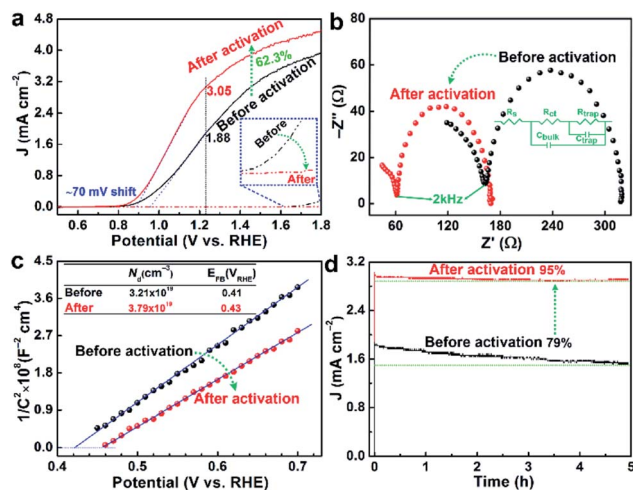 a
After activation
62.3%
3.05
Before activation
1.88
Before
After
~70 mV shift
J (mA cm⁻²)
0
1.2
2.4
3.6
4.8
0.6
0.8
1.0
1.2
1.4
1.6
1.8
Potential (V vs. RHE)
b
Before activation
After activation
Rs
Rct
Rtrap
Cbulk
Ctrap
2kHz
-Z'' (Ω)
0
20
40
60
80
60
120
180
240
300
Z' (Ω)
c
Nd(cm⁻³) EFB(VRHE)
Before 3.21x10¹⁹ 0.41
After 3.79x10¹⁹ 0.43
Before activation
After activation
1/C²×10⁸(F⁻² cm⁴)
0.0
0.9
1.8
2.7
3.6
4.5
0.4
0.5
0.6
0.7
Potential (V vs. RHE)
d
After activation 95%
Before activation 79%
J (mA cm⁻²)
0.6
1.2
1.8
2.4
3.0
0
1
2
3
4
5
Time (h)